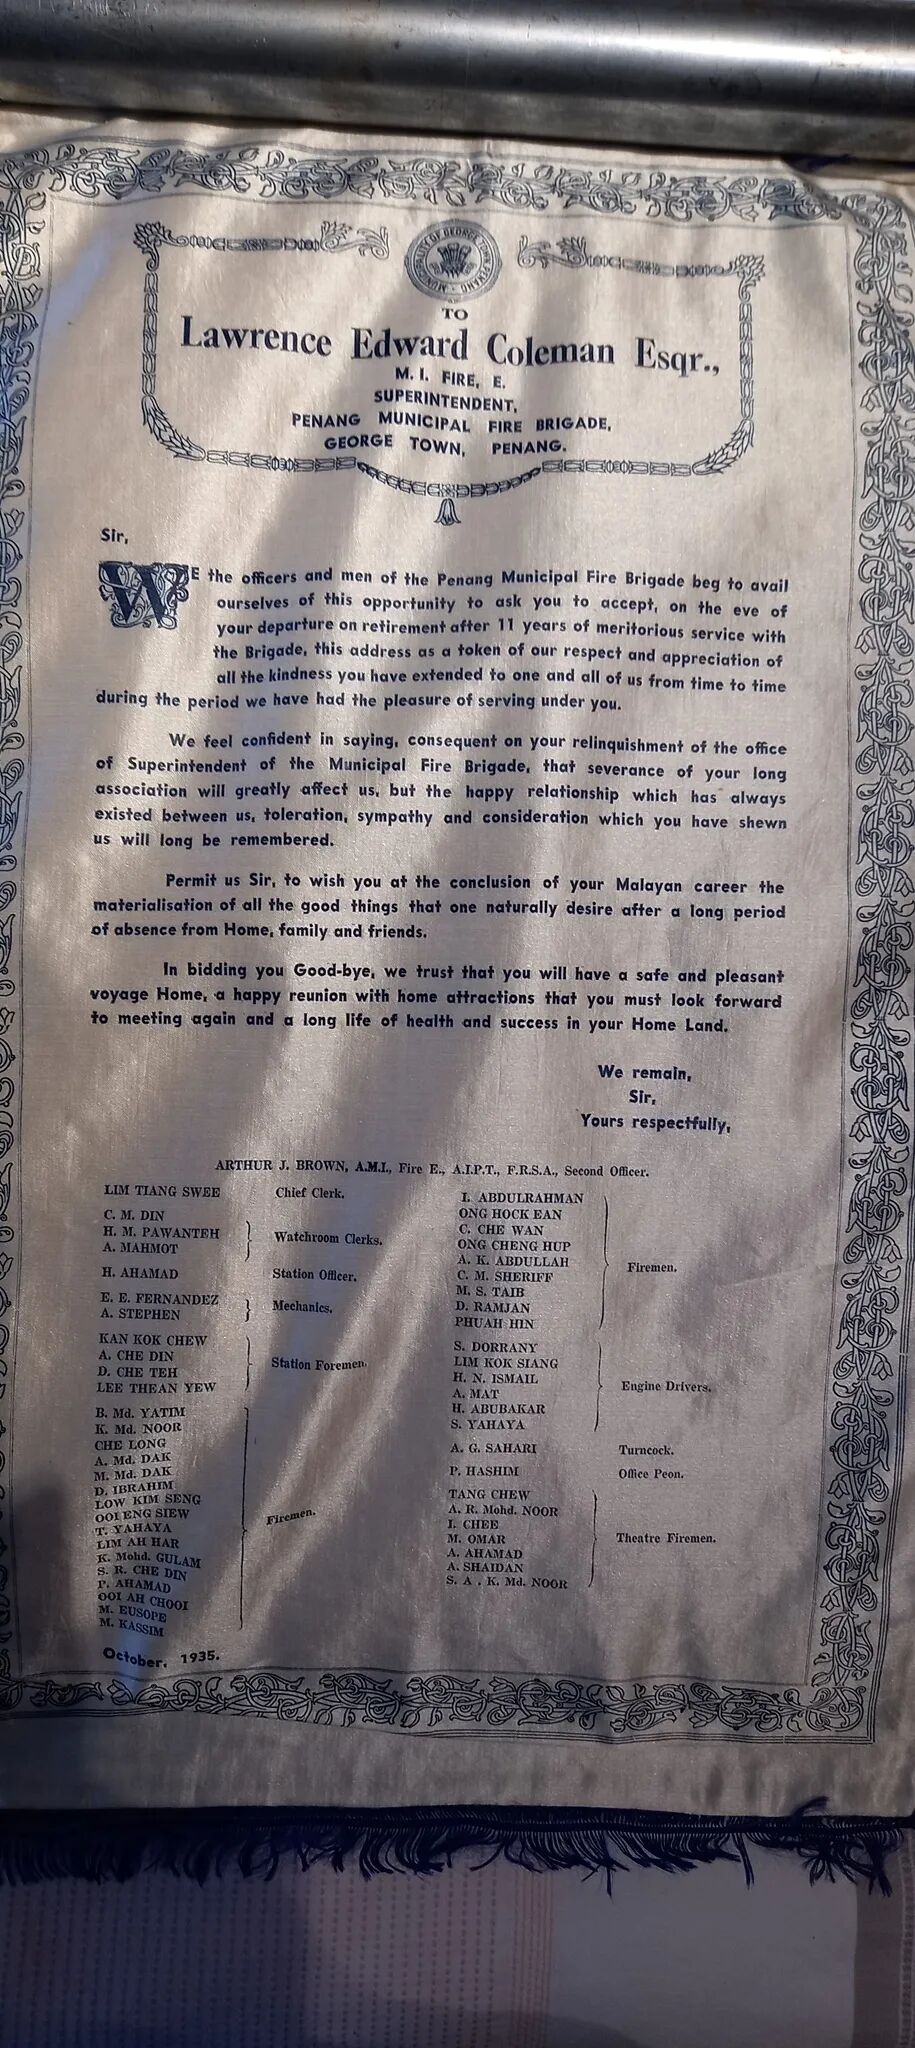 MUNICIPALITY OF GEORGE TOWN PENANG
TO
Lawrence Edward Coleman Esqr.,
M. I. FIRE, E.
SUPERINTENDENT,
PENANG MUNICIPAL FIRE BRIGADE,
GEORGE TOWN, PENANG.
Sir,
WE the officers and men of the Penang Municipal Fire Brigade beg to avail
ourselves of this opportunity to ask you to accept, on the eve of
your departure on retirement after 11 years of meritorious service with
the Brigade, this address as a token of our respect and appreciation of
all the kindness you have extended to one and all of us from time to time
during the period we have had the pleasure of serving under you.
We feel confident in saying, consequent on your relinquishment of the office
of Superintendent of the Municipal Fire Brigade, that severance of your long
association will greatly affect us, but the happy relationship which has always
existed between us, toleration, sympathy and consideration which you have shewn
us will long be remembered.
Permit us Sir, to wish you at the conclusion of your Malayan career the
materialisation of all the good things that one naturally desire after a long period
of absence from Home, family and friends.
In bidding you Good-bye, we trust that you will have a safe and pleasant
voyage Home, a happy reunion with home attractions that you must look forward
to meeting again and a long life of health and success in your Home Land.
We remain,
Sir,
Yours respectfully,
ARTHUR J. BROWN, A.M.I., Fire E., A.I.P.T., F.R.S.A., Second Officer.
LIM TIANG SWEE Chief Clerk.
C. M. DIN
H. M. PAWANTEH Watchroom Clerks.
A. MAHMOT
H. AHAMAD Station Officer.
E. E. FERNANDEZ Mechanics.
A. STEPHEN
KAN KOK CHEW
A. CHE DIN Station Foremen.
D. CHE TEH
LEE THEAN YEW
B. Md. YATIM
K. Md. NOOR
CHE LONG
A. Md. DAK
M. Md. DAK
D. IBRAHIM
LOW KIM SENG
OOI ENG SIEW Firemen.
T. YAHAYA
LIM AH HAR
K. Mohd. GULAM
S. R. CHE DIN
P. AHAMAD
OOI AH CHOOI
M. EUSOPE
M. KASSIM
I. ABDULRAHMAN
ONG HOCK EAN
C. CHE WAN
ONG CHENG HUP
A. K. ABDULLAH Firemen.
C. M. SHERIFF
M. S. TAIB
D. RAMJAN
PHUAH HIN
S. DORRANY
LIM KOK SIANG
H. N. ISMAIL Engine Drivers.
A. MAT
H. ABUBAKAR
S. YAHAYA
A. G. SAHARI Turncock.
P. HASHIM Office Peon.
TANG CHEW
A. R. Mohd. NOOR
I. CHEE
M. OMAR Theatre Firemen.
A. AHAMAD
A. SHAIDAN
S. A . K. Md. NOOR
October, 1935.